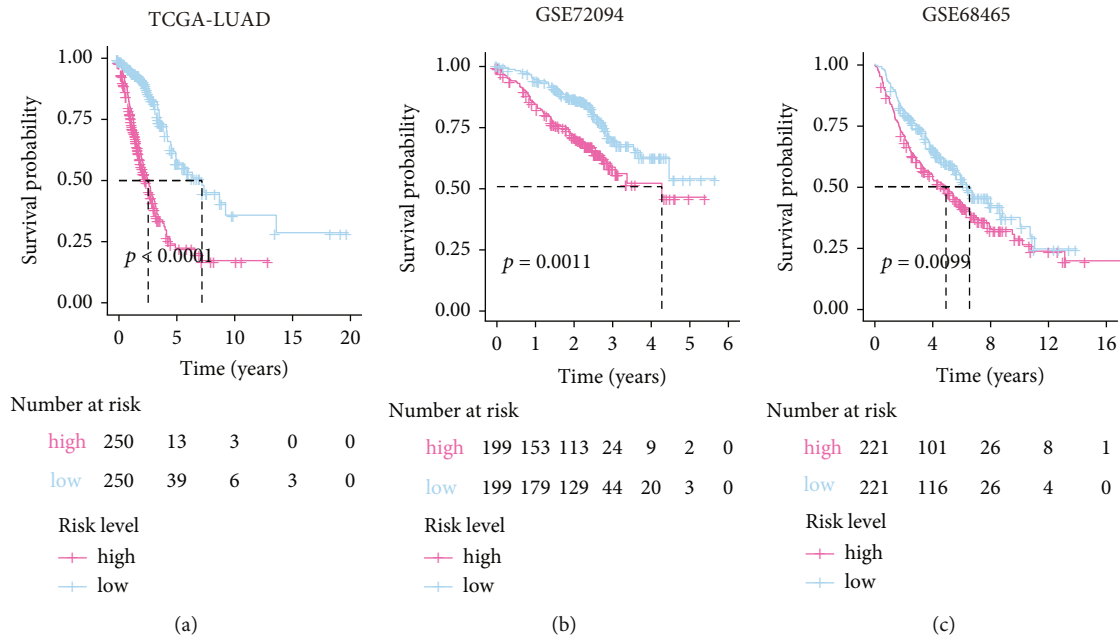 TCGA-LUAD
Survival probability
1.00
0.75
0.50
0.25
0.00
p < 0.0001
0 5 10 15 20
Time (years)
Number at risk
high 250 13 3 0 0
low 250 39 6 3 0
Risk level
high
low
(a)
GSE72094
Survival probability
1.00
0.75
0.50
0.25
0.00
p = 0.0011
0 1 2 3 4 5 6
Time (years)
Number at risk
high 199 153 113 24 9 2 0
low 199 179 129 44 20 3 0
Risk level
high
low
(b)
GSE68465
Survival probability
1.00
0.75
0.50
0.25
0.00
p = 0.0099
0 4 8 12 16
Time (years)
Number at risk
high 221 101 26 8 1
low 221 116 26 4 0
Risk level
high
low
(c)